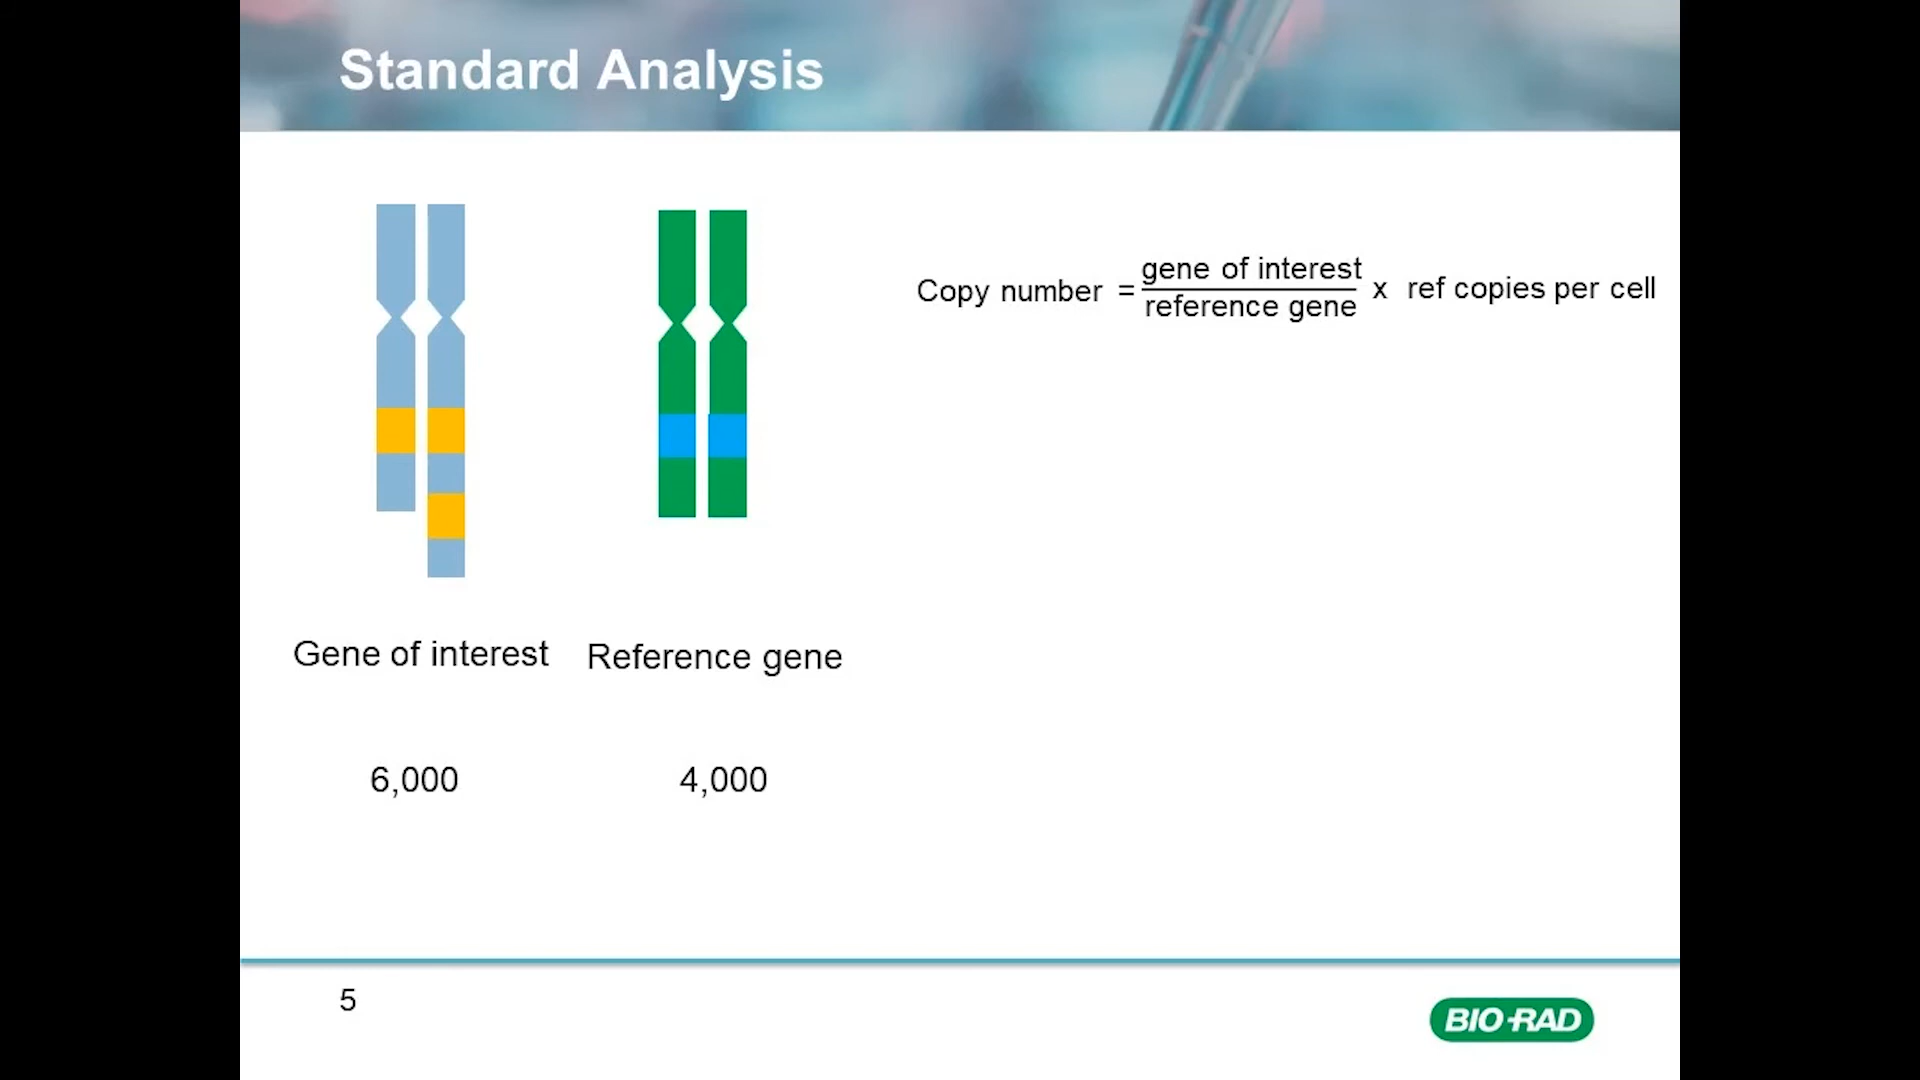 Standard Analysis
Copy number = gene of interest x ref copies per cell
reference gene
Gene of interest
Reference gene
6,000
4,000
5
BIO-RAD